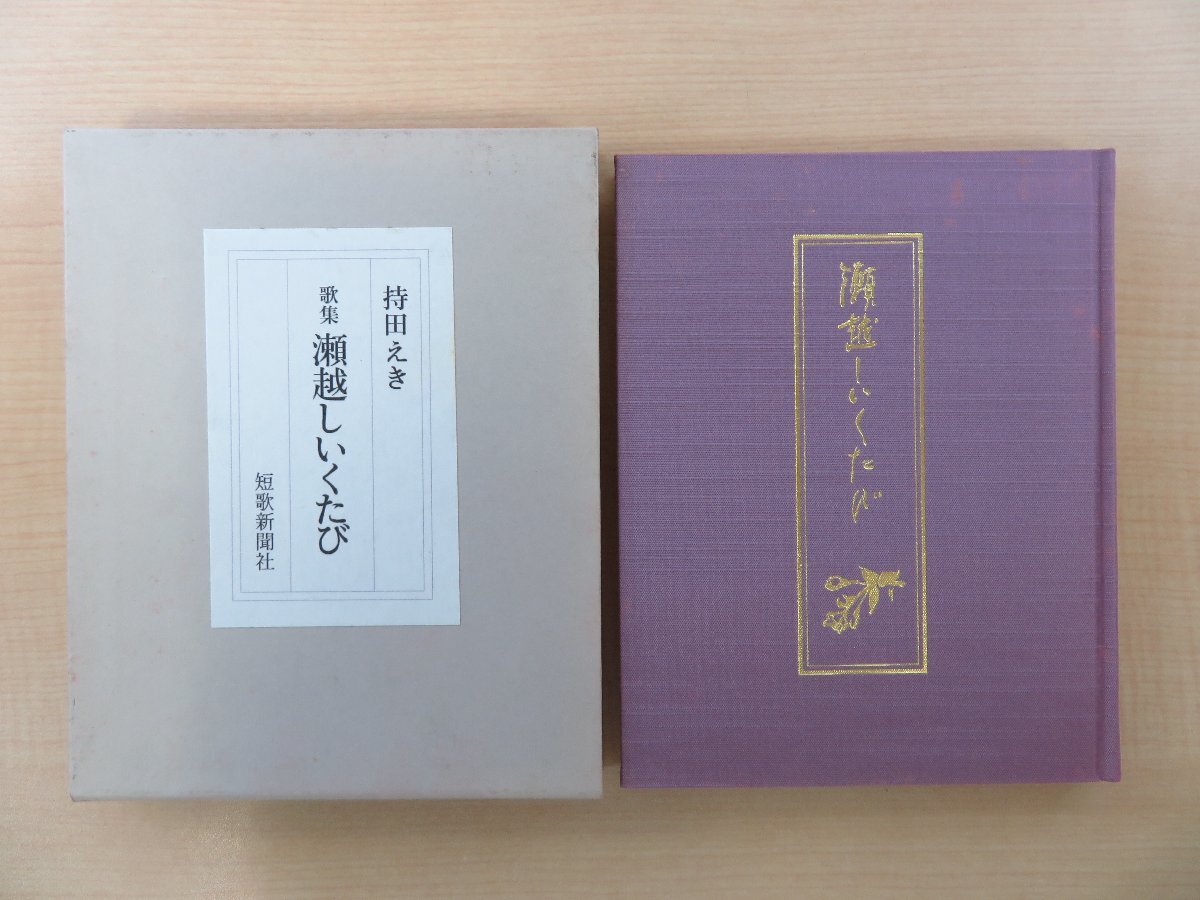 持田えき
歌集 瀬越しいくたび
短歌新聞社
瀬越しいくたび